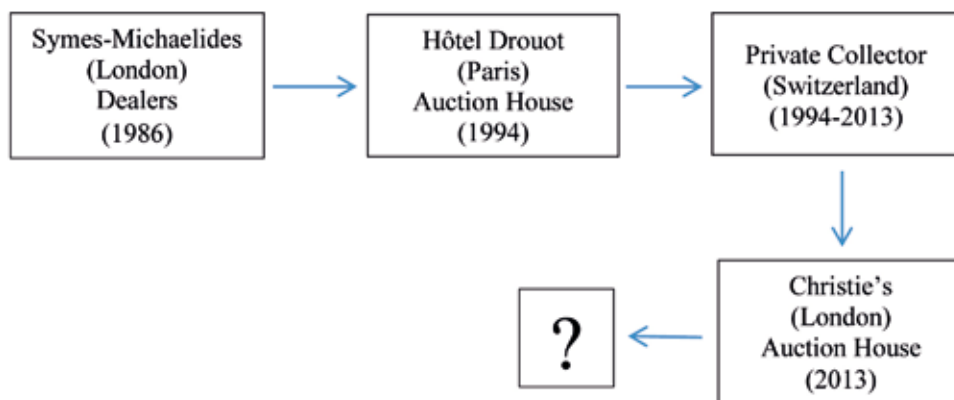 Symes-Michaelides
(London)
Dealers
(1986)
Hôtel Drouot
(Paris)
Auction House
(1994)
Private Collector
(Switzerland)
(1994-2013)
Christie's
(London)
Auction House
(2013)
?